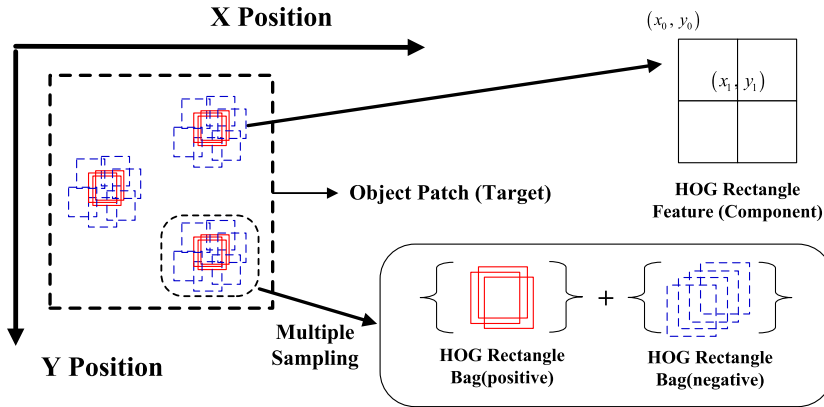 X Position
(x₀, y₀)
(x₁, y₁)
Object Patch (Target)
HOG Rectangle
Feature (Component)
Multiple
Sampling
+
HOG Rectangle
Bag(positive)
HOG Rectangle
Bag(negative)
Y Position